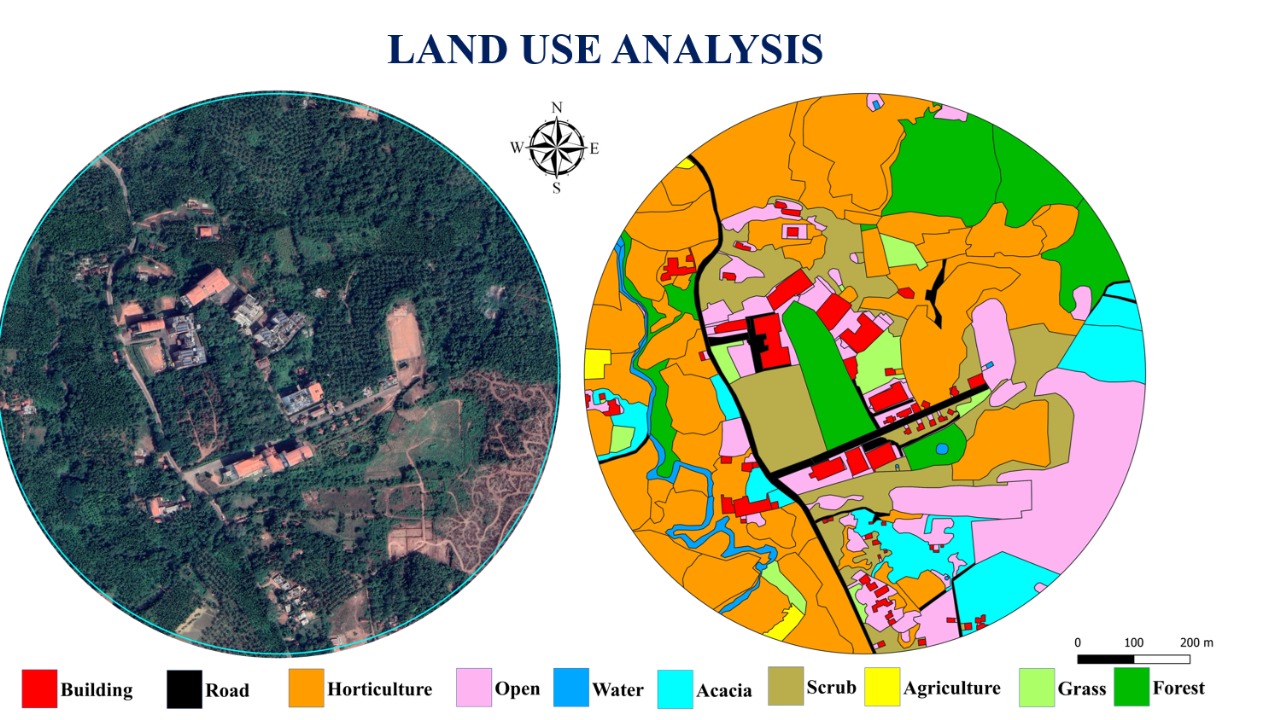 LAND USE ANALYSIS
N
W E
S
0 100 200 m
Building Road Horticulture Open Water Acacia Scrub Agriculture Grass Forest